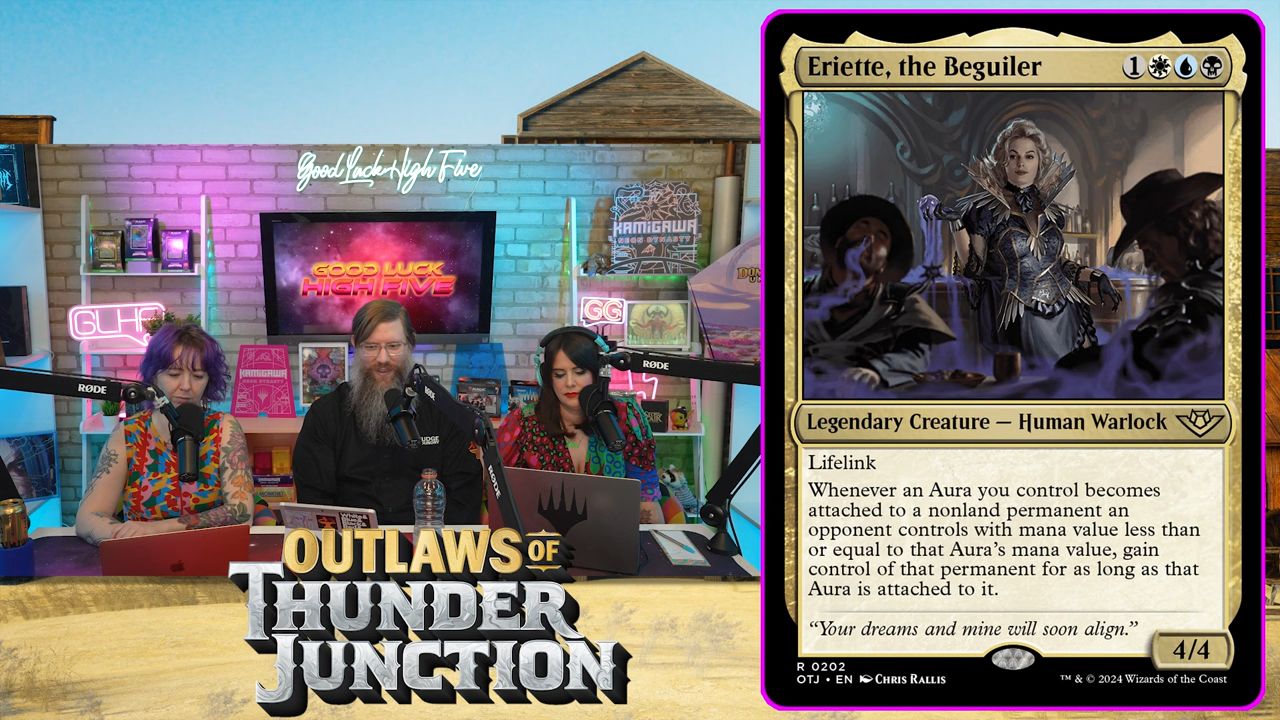 Good Luck High Five
KAMIGAWA
NEON DYNASTY
GOOD LUCK
HIGH FIVE
GLHF
GG
KAMIGAWA
RØDE
RØDE
RØDE
RØDE
JUDGE
OUTLAWS OF
THUNDER
JUNCTION
Eriette, the Beguiler
1
Legendary Creature — Human Warlock
Lifelink
Whenever an Aura you control becomes
attached to a nonland permanent an
opponent controls with mana value less than
or equal to that Aura's mana value, gain
control of that permanent for as long as that
Aura is attached to it.
“Your dreams and mine will soon align.”
4/4
R 0202
OTJ • EN CHRIS RALLIS
™ & © 2024 Wizards of the Coast